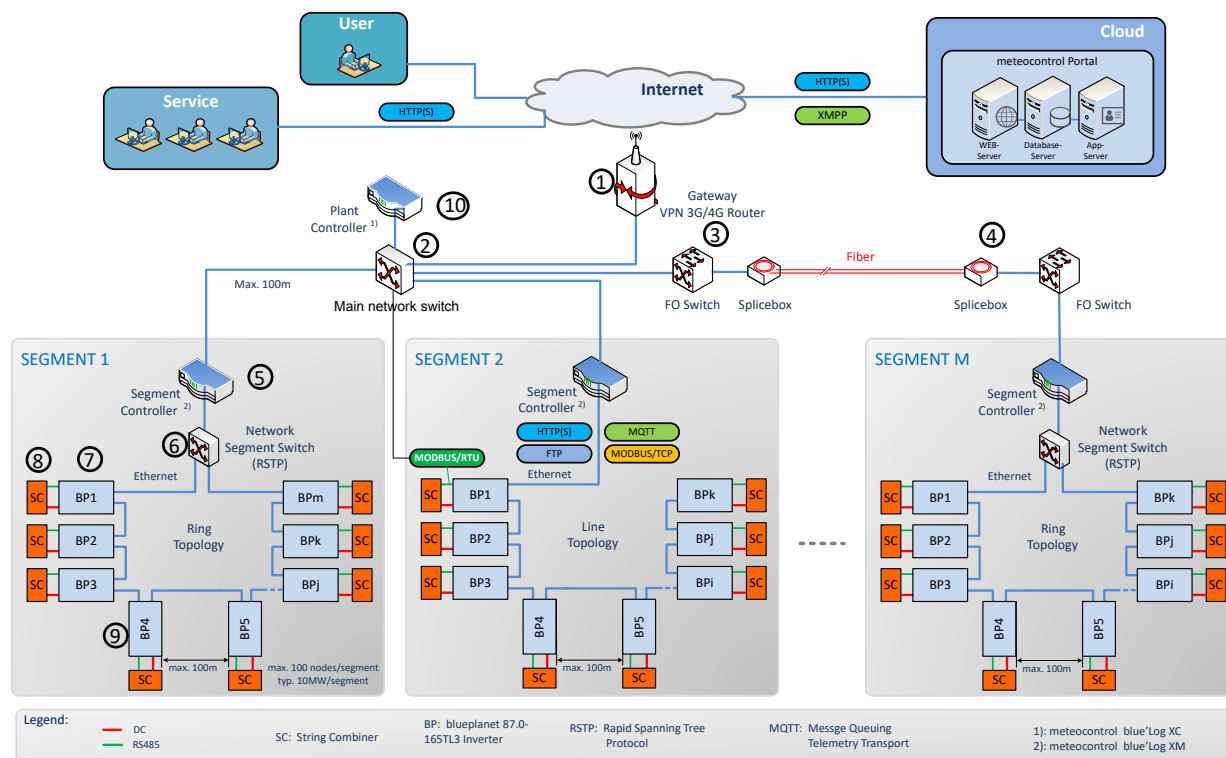 User
Cloud
meteocontrol Portal
WEB-
Server
Database-
Server
App-
Server
Internet
HTTP(S)
XMPP
Service
HTTP(S)
1
Gateway
VPN 3G/4G Router
10
Plant
Controller 1)
2
3
4
Fiber
Max. 100m
Main network switch
FO Switch
Splicebox
Splicebox
FO Switch
SEGMENT 1
5
Segment
Controller 2)
6
Network
Segment Switch
(RSTP)
8
7
Ethernet
SC
BP1
BPm
SC
SC
BP2
Ring
Topology
BPk
SC
SC
BP3
BPj
SC
9
BP4
BP5
max. 100m
max. 100 nodes/segment
typ. 10MW/segment
SC
SC
SEGMENT 2
Segment
Controller 2)
HTTP(S)
MQTT
FTP
MODBUS/TCP
MODBUS/RTU
Ethernet
SC
BP1
BPk
SC
SC
BP2
Line
Topology
BPj
SC
SC
BP3
BPi
SC
BP4
BP5
max. 100m
SC
SC
SEGMENT M
Segment
Controller 2)
Network
Segment Switch
(RSTP)
Ethernet
SC
BP1
BPk
SC
SC
BP2
Ring
Topology
BPj
SC
SC
BP3
BPi
SC
BP4
BP5
max. 100m
SC
SC
Legend:
DC
RS485
SC: String Combiner
BP: blueplanet 87.0-
165TL3 Inverter
RSTP: Rapid Spanning Tree
Protocol
MQTT: Messge Queuing
Telemetry Transport
1): meteocontrol blue'Log XC
2): meteocontrol blue'Log XM